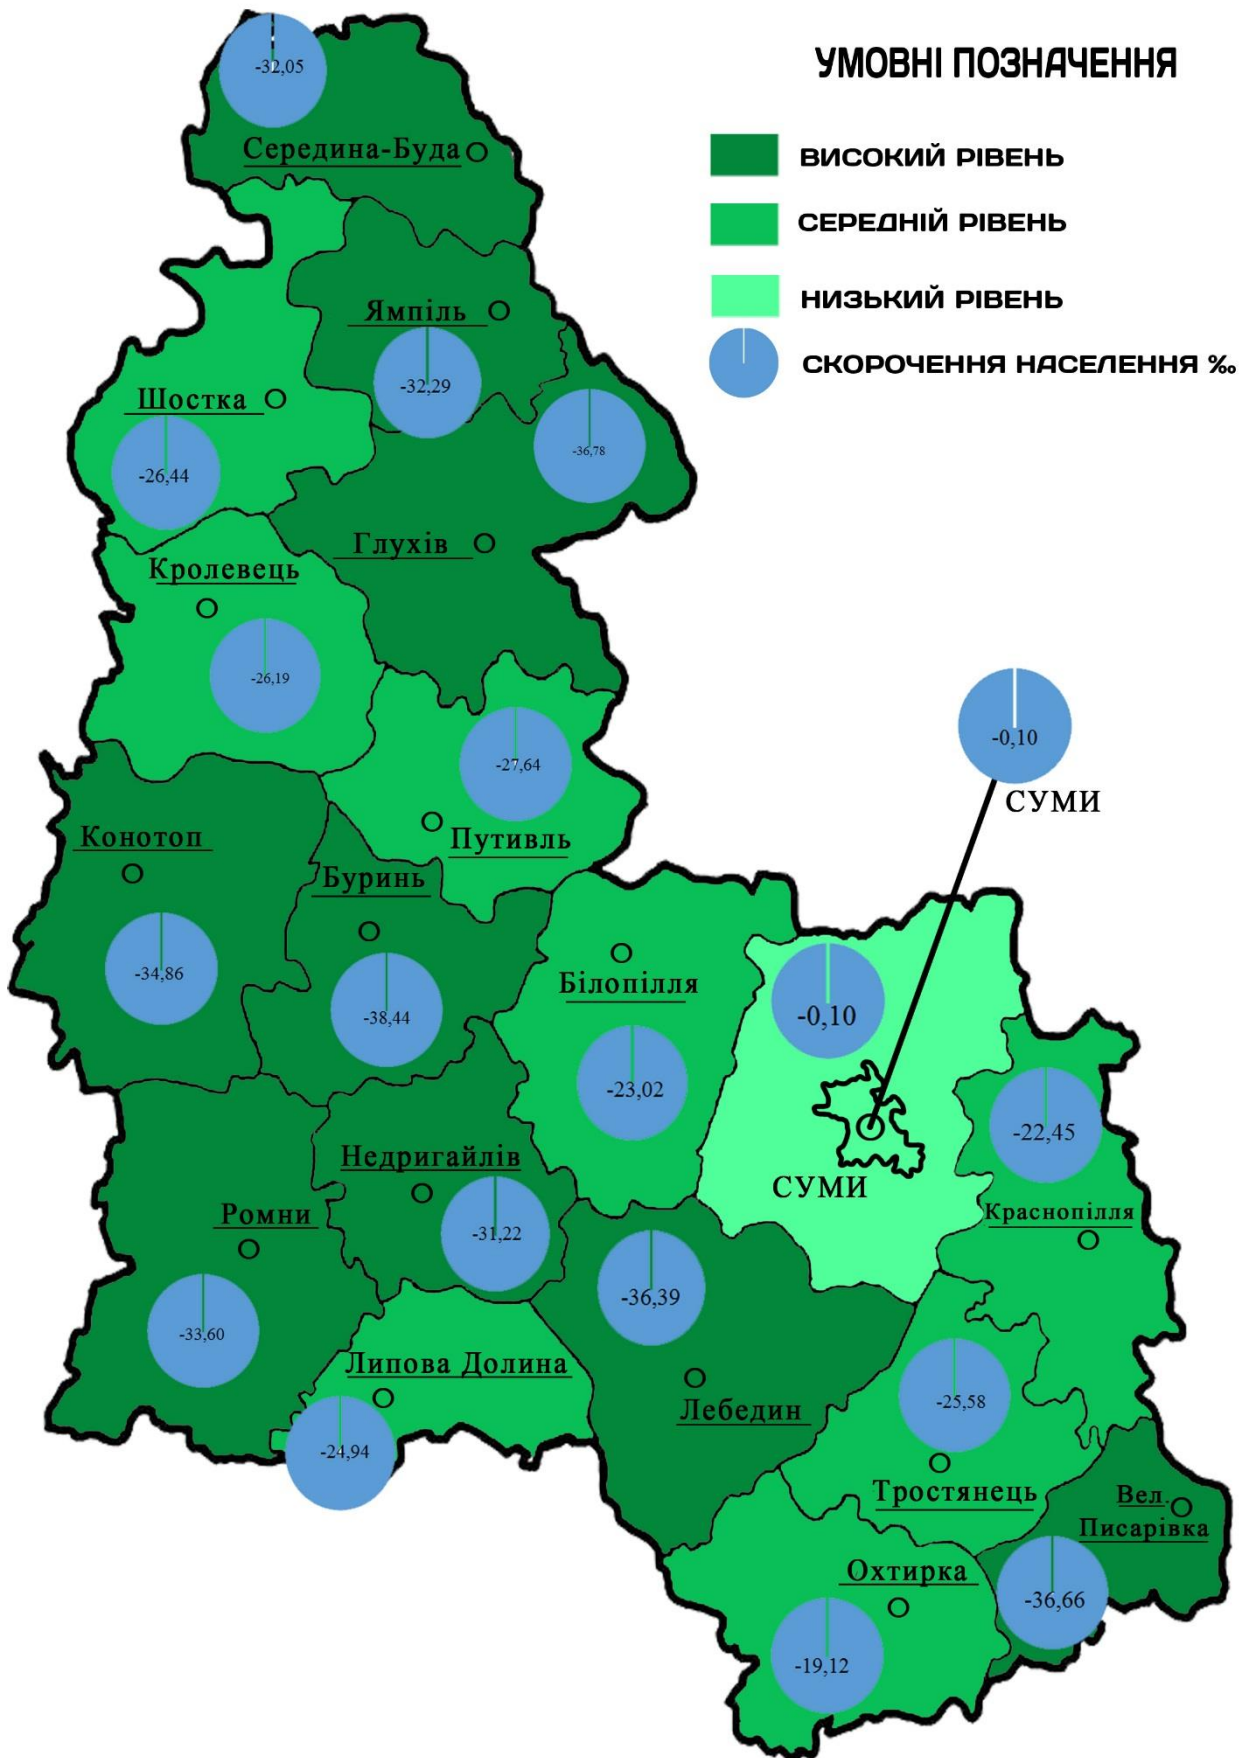 УМОВНІ ПОЗНАЧЕННЯ
ВИСОКИЙ РІВЕНЬ
СЕРЕДНІЙ РІВЕНЬ
НИЗЬКИЙ РІВЕНЬ
СКОРОЧЕННЯ НАСЕЛЕННЯ ‰
-32,05
Середина-Буда
Ямпіль
-32,29
Шостка
-26,44
-36,78
Глухів
Кролевець
-26,19
-27,64
Путивль
-0,10
СУМИ
Конотоп
-34,86
Буринь
-38,44
Білопілля
-23,02
-0,10
СУМИ
-22,45
Краснопілля
Недригайлів
-31,22
Ромни
-33,60
-36,39
Лебедин
Липова Долина
-24,94
-25,58
Тростянець
Вел.
Писарівка
-36,66
Охтирка
-19,12